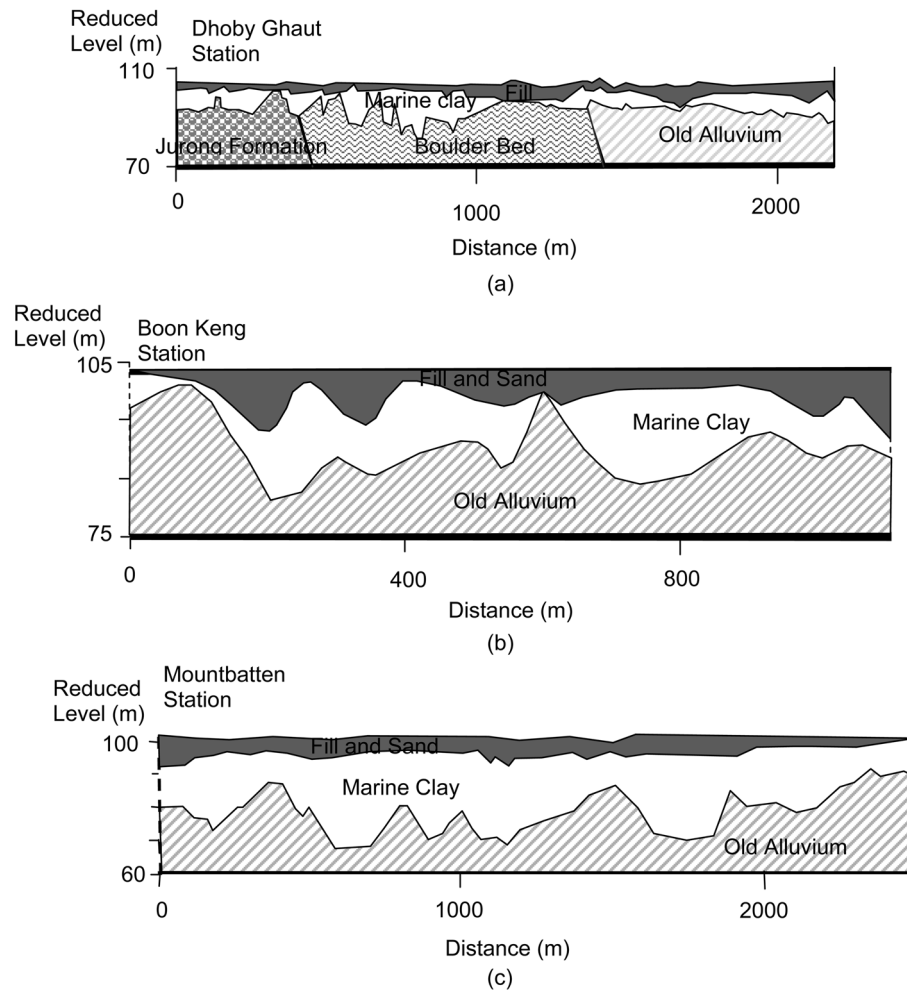 Reduced
Level (m)
Dhoby Ghaut
Station
110
Fill
Marine clay
Old Alluvium
Jurong Formation
Boulder Bed
70
0
1000
2000
Distance (m)
(a)
Reduced
Level (m)
Boon Keng
Station
105
Fill and Sand
Marine Clay
Old Alluvium
75
0
400
800
Distance (m)
(b)
Mountbatten
Station
Reduced
Level (m)
100
Fill and Sand
Marine Clay
Old Alluvium
60
0
1000
2000
Distance (m)
(c)